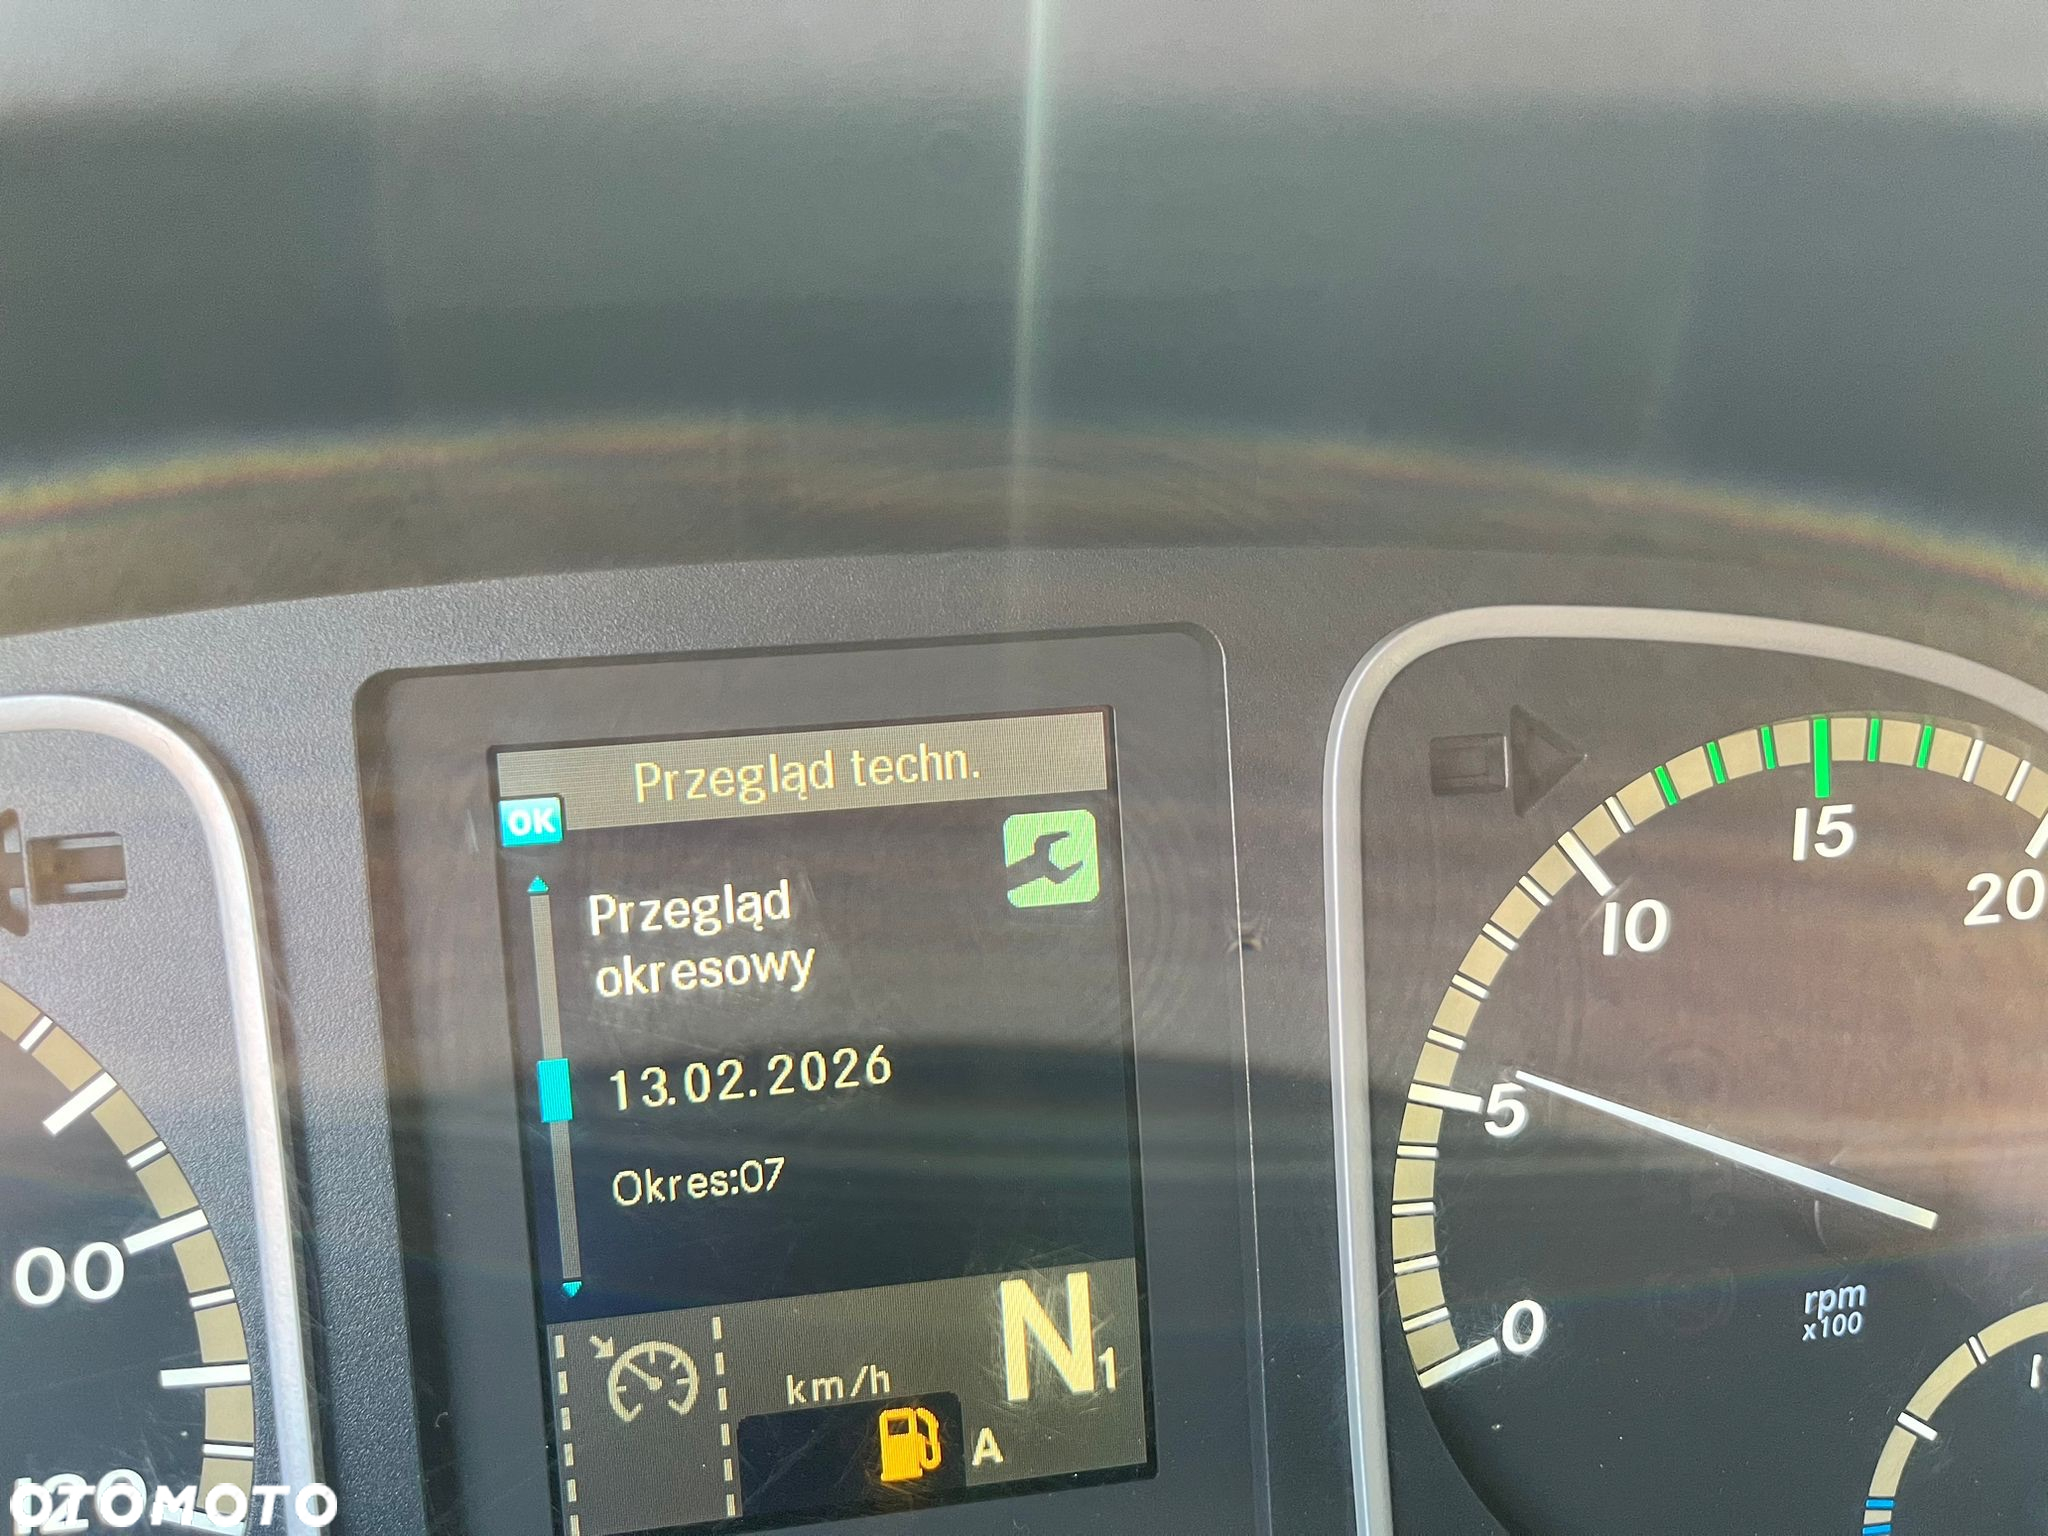 Przegląd techn.
OK
Przegląd
okresowy
13.02.2026
Okres:07
km/h
N1
A
0
5
10
15
20
rpm
x100
00
120
OTOMOTO